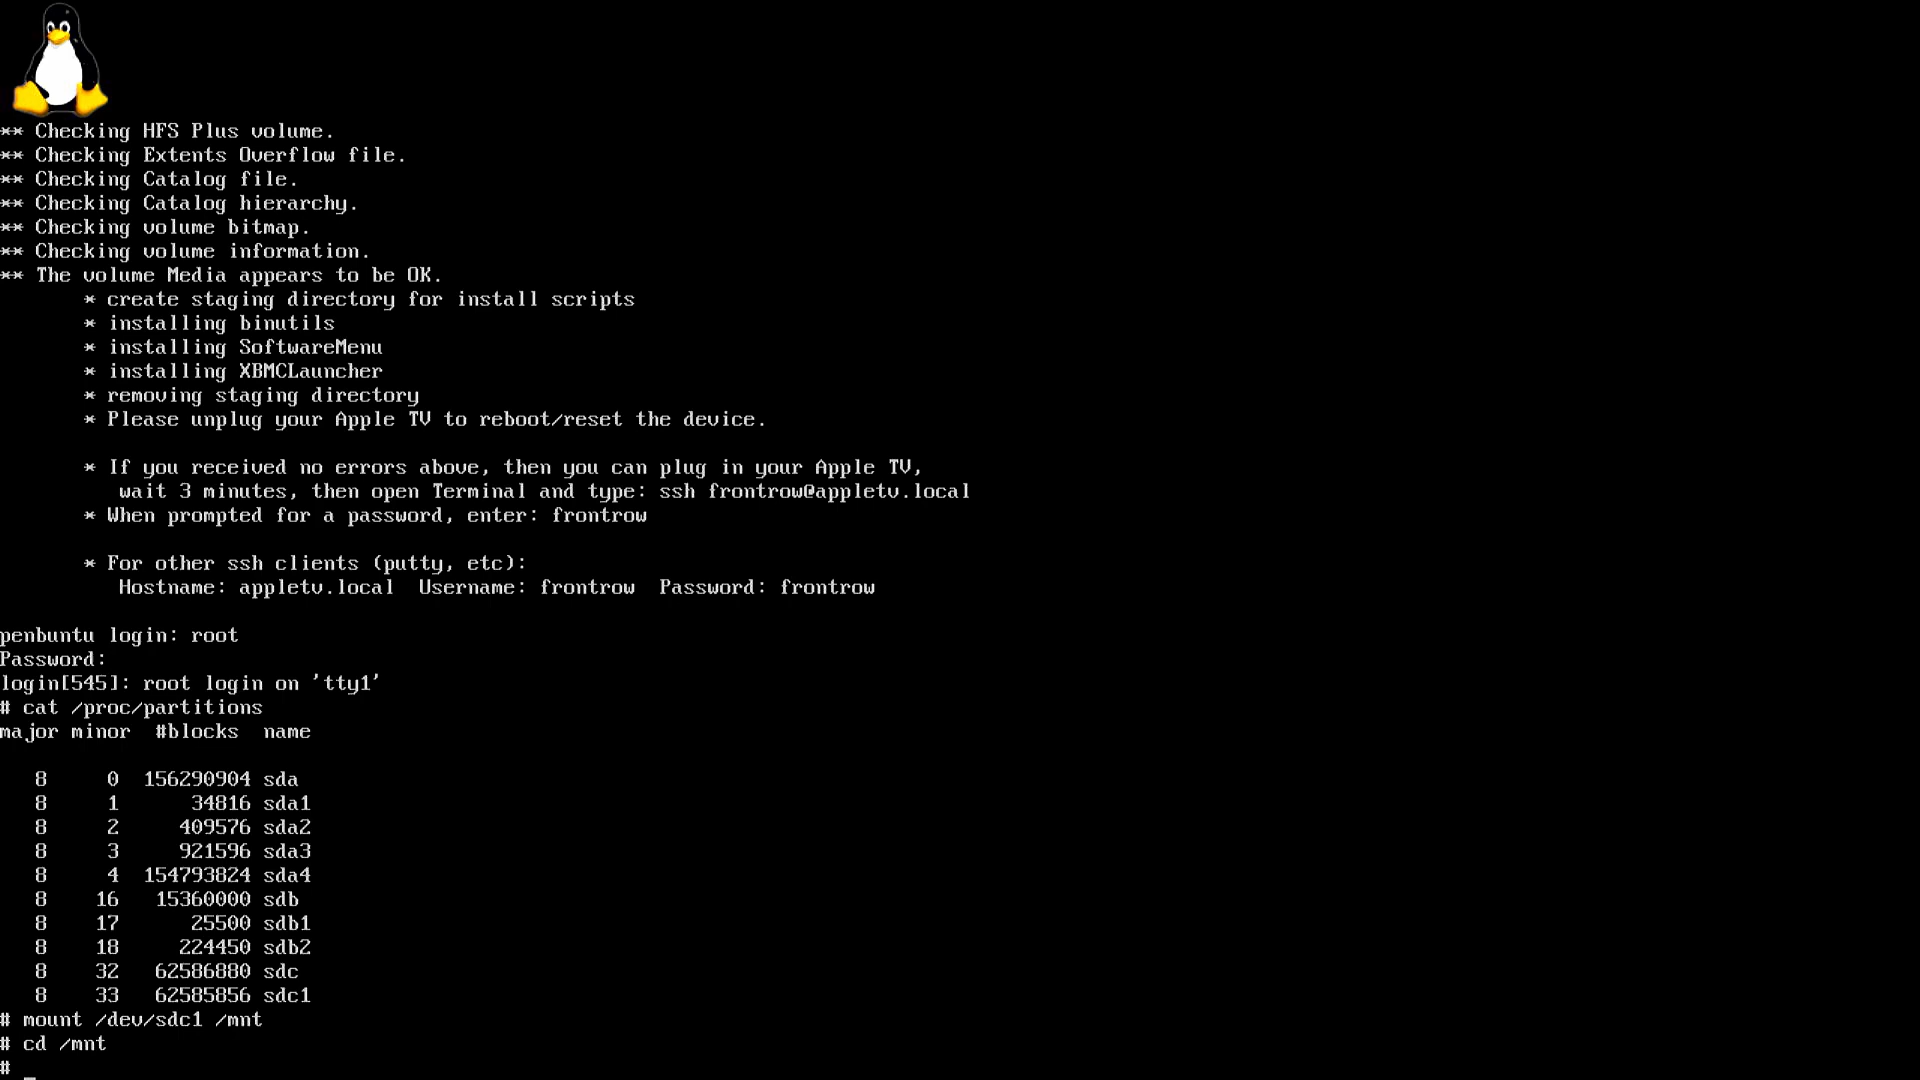 ** Checking HFS Plus volume.
** Checking Extents Overflow file.
** Checking Catalog file.
** Checking Catalog hierarchy.
** Checking volume bitmap.
** Checking volume information.
** The volume Media appears to be OK.
* create staging directory for install scripts
* installing binutils
* installing SoftwareMenu
* installing XBMCLauncher
* removing staging directory
* Please unplug your Apple TV to reboot/reset the device.
* If you received no errors above, then you can plug in your Apple TV,
wait 3 minutes, then open Terminal and type: ssh frontrow@appletv.local
* When prompted for a password, enter: frontrow
* For other ssh clients (putty, etc):
Hostname: appletv.local  Username: frontrow  Password: frontrow
penbuntu login: root
Password:
login[545]: root login on 'tty1'
# cat /proc/partitions
major minor  #blocks  name
8     0  156290904 sda
8     1      34816 sda1
8     2     409576 sda2
8     3     921596 sda3
8     4  154793824 sda4
8    16   15360000 sdb
8    17      25500 sdb1
8    18     224450 sdb2
8    32   62586880 sdc
8    33   62585856 sdc1
# mount /dev/sdc1 /mnt
# cd /mnt
# _